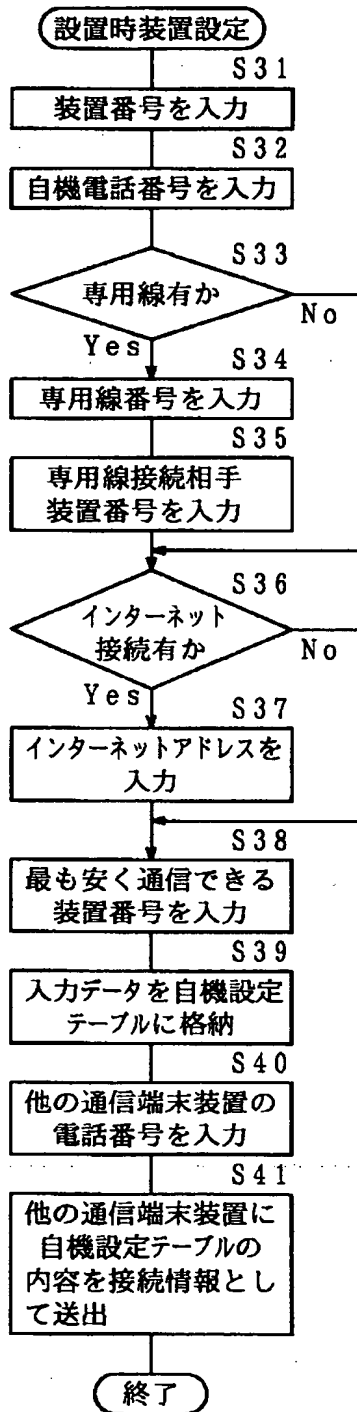 設置時装置設定
S31
装置番号を入力
S32
自機電話番号を入力
S33
専用線有か
No
Yes
S34
専用線番号を入力
S35
専用線接続相手
装置番号を入力
S36
インターネット
接続有か
No
Yes
S37
インターネットアドレスを
入力
S38
最も安く通信できる
装置番号を入力
S39
入力データを自機設定
テーブルに格納
S40
他の通信端末装置の
電話番号を入力
S41
他の通信端末装置に
自機設定テーブルの
内容を接続情報とし
て送出
終了